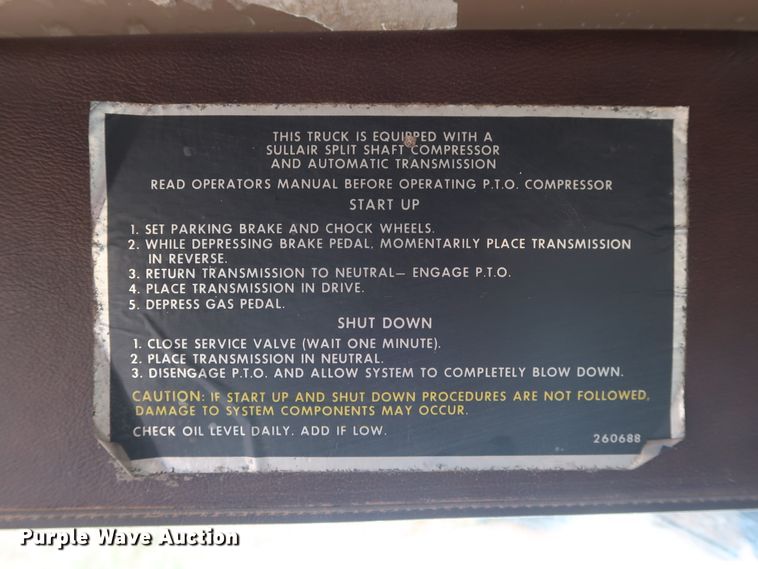 THIS TRUCK IS EQUIPPED WITH A
SULLAIR SPLIT SHAFT COMPRESSOR
AND AUTOMATIC TRANSMISSION
READ OPERATORS MANUAL BEFORE OPERATING P.T.O. COMPRESSOR
START UP
1. SET PARKING BRAKE AND CHOCK WHEELS.
2. WHILE DEPRESSING BRAKE PEDAL, MOMENTARILY PLACE TRANSMISSION
IN REVERSE.
3. RETURN TRANSMISSION TO NEUTRAL— ENGAGE P.T.O.
4. PLACE TRANSMISSION IN DRIVE.
5. DEPRESS GAS PEDAL.
SHUT DOWN
1. CLOSE SERVICE VALVE (WAIT ONE MINUTE).
2. PLACE TRANSMISSION IN NEUTRAL.
3. DISENGAGE P.T.O. AND ALLOW SYSTEM TO COMPLETELY BLOW DOWN.
CAUTION: IF START UP AND SHUT DOWN PROCEDURES ARE NOT FOLLOWED,
DAMAGE TO SYSTEM COMPONENTS MAY OCCUR.
CHECK OIL LEVEL DAILY. ADD IF LOW.
260688
Purple Wave Auction